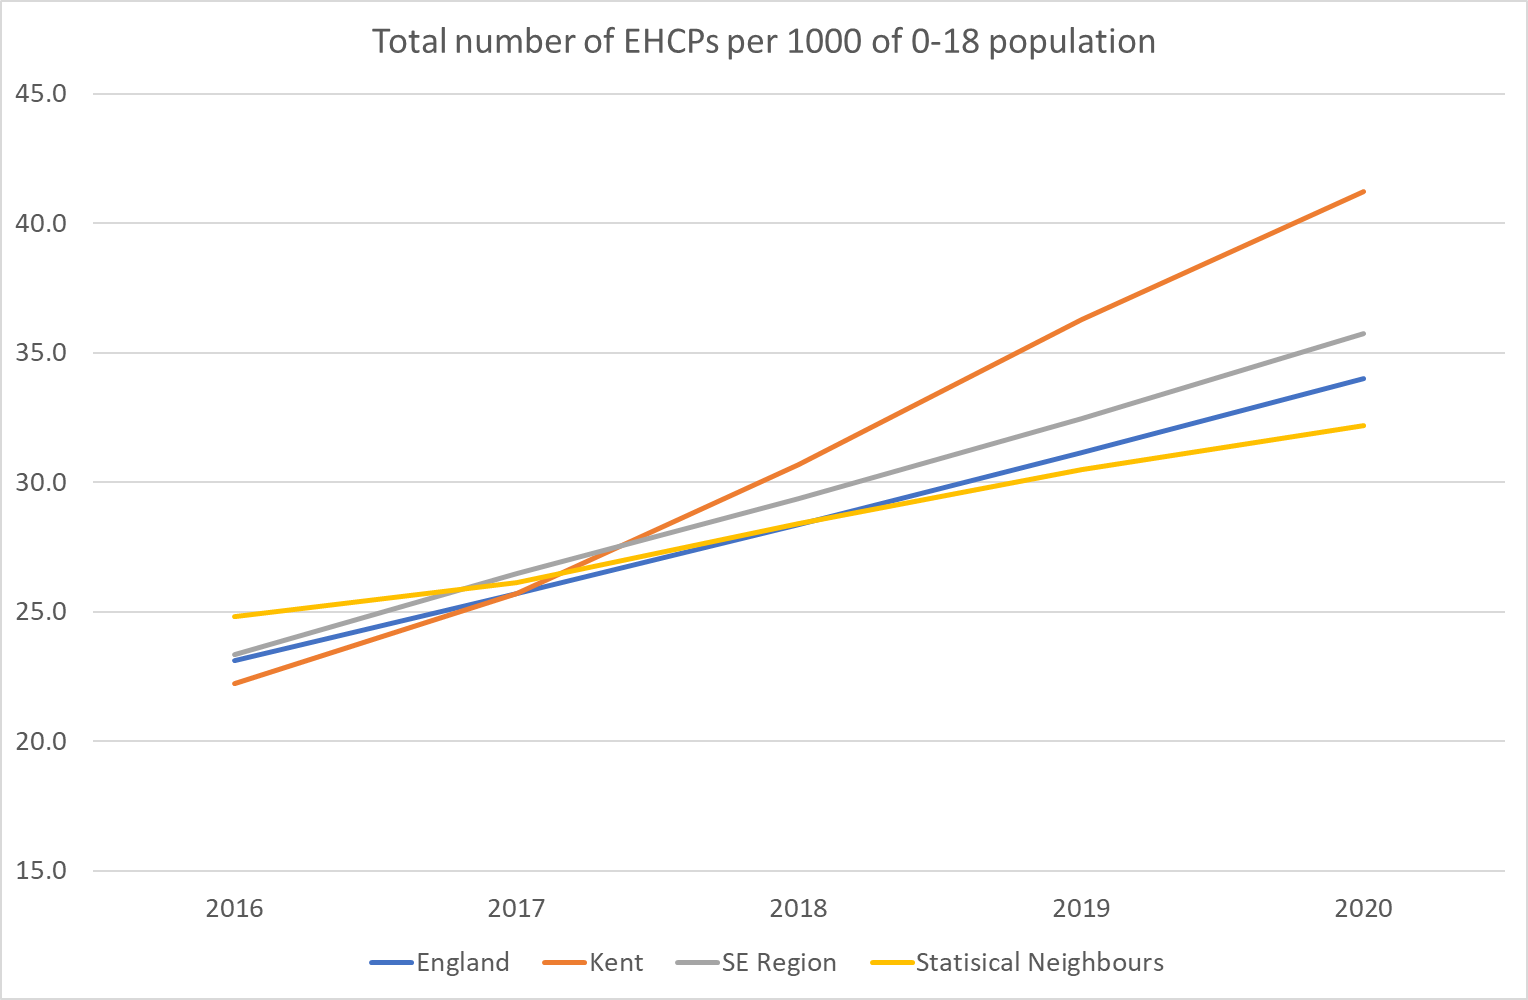 Total number of EHCPs per 1000 of 0-18 population
45.0
40.0
35.0
30.0
25.0
20.0
15.0
2016 2017 2018 2019 2020
England Kent SE Region Statisical Neighbours